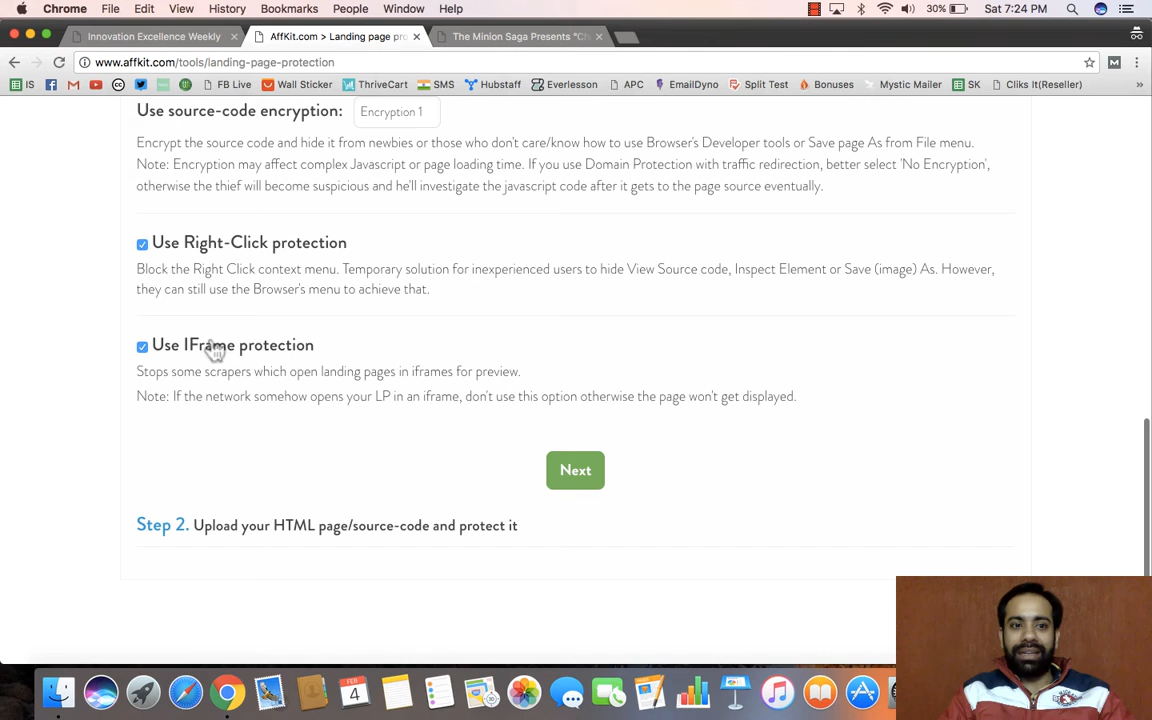 Chrome File Edit View History Bookmarks People Window Help 30% Sat 7:24 PM
Innovation Excellence Weekly × AffKit.com > Landing page pro × The Minion Saga Presents "Ch ×
www.affkit.com/tools/landing-page-protection
IS FB Live Wall Sticker ThriveCart SMS Hubstaff Everlesson APC EmailDyno Split Test Bonuses Mystic Mailer SK Cliks It(Reseller) »
Use source-code encryption: Encryption 1
Encrypt the source code and hide it from newbies or those who don't care/know how to use Browser's Developer tools or Save page As from File menu.
Note: Encryption may affect complex Javascript or page loading time. If you use Domain Protection with traffic redirection, better select 'No Encryption',
otherwise the thief will become suspicious and he'll investigate the javascript code after it gets to the page source eventually.
Use Right-Click protection
Block the Right Click context menu. Temporary solution for inexperienced users to hide View Source code, Inspect Element or Save (image) As. However,
they can still use the Browser's menu to achieve that.
Use IFrame protection
Stops some scrapers which open landing pages in iframes for preview.
Note: If the network somehow opens your LP in an iframe, don't use this option otherwise the page won't get displayed.
Next
Step 2. Upload your HTML page/source-code and protect it
FEB
4